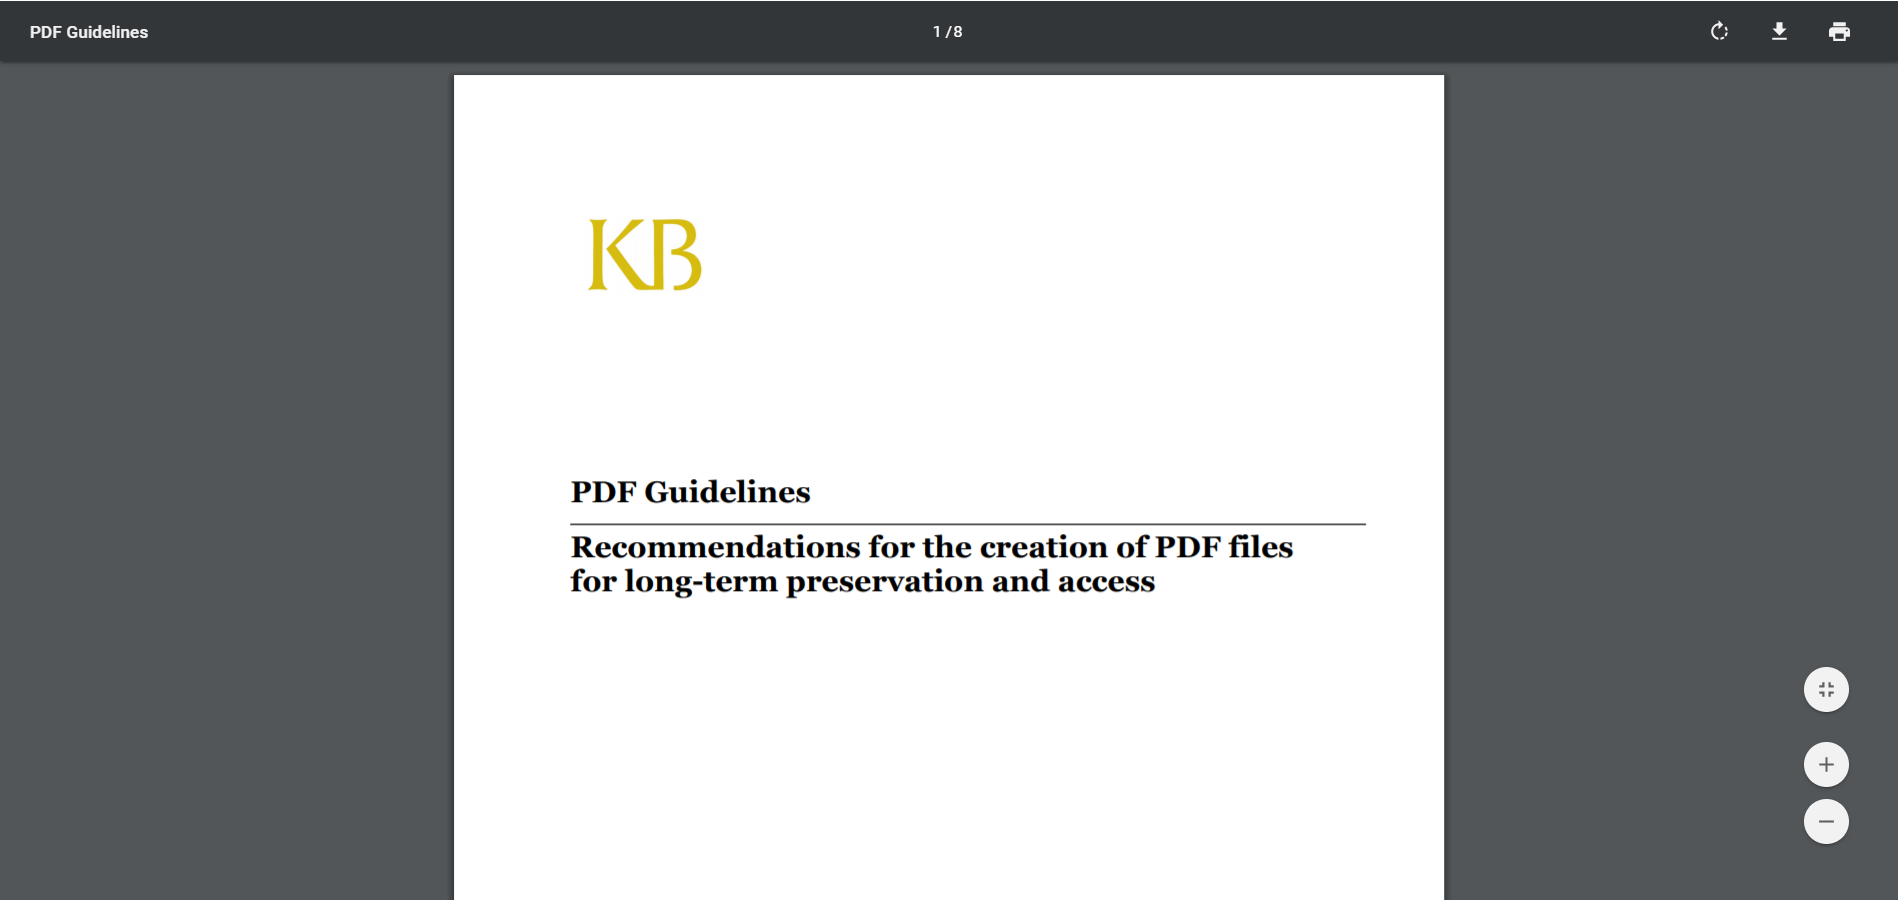 PDF Guidelines
1 / 8
KB
PDF Guidelines
Recommendations for the creation of PDF files
for long-term preservation and access